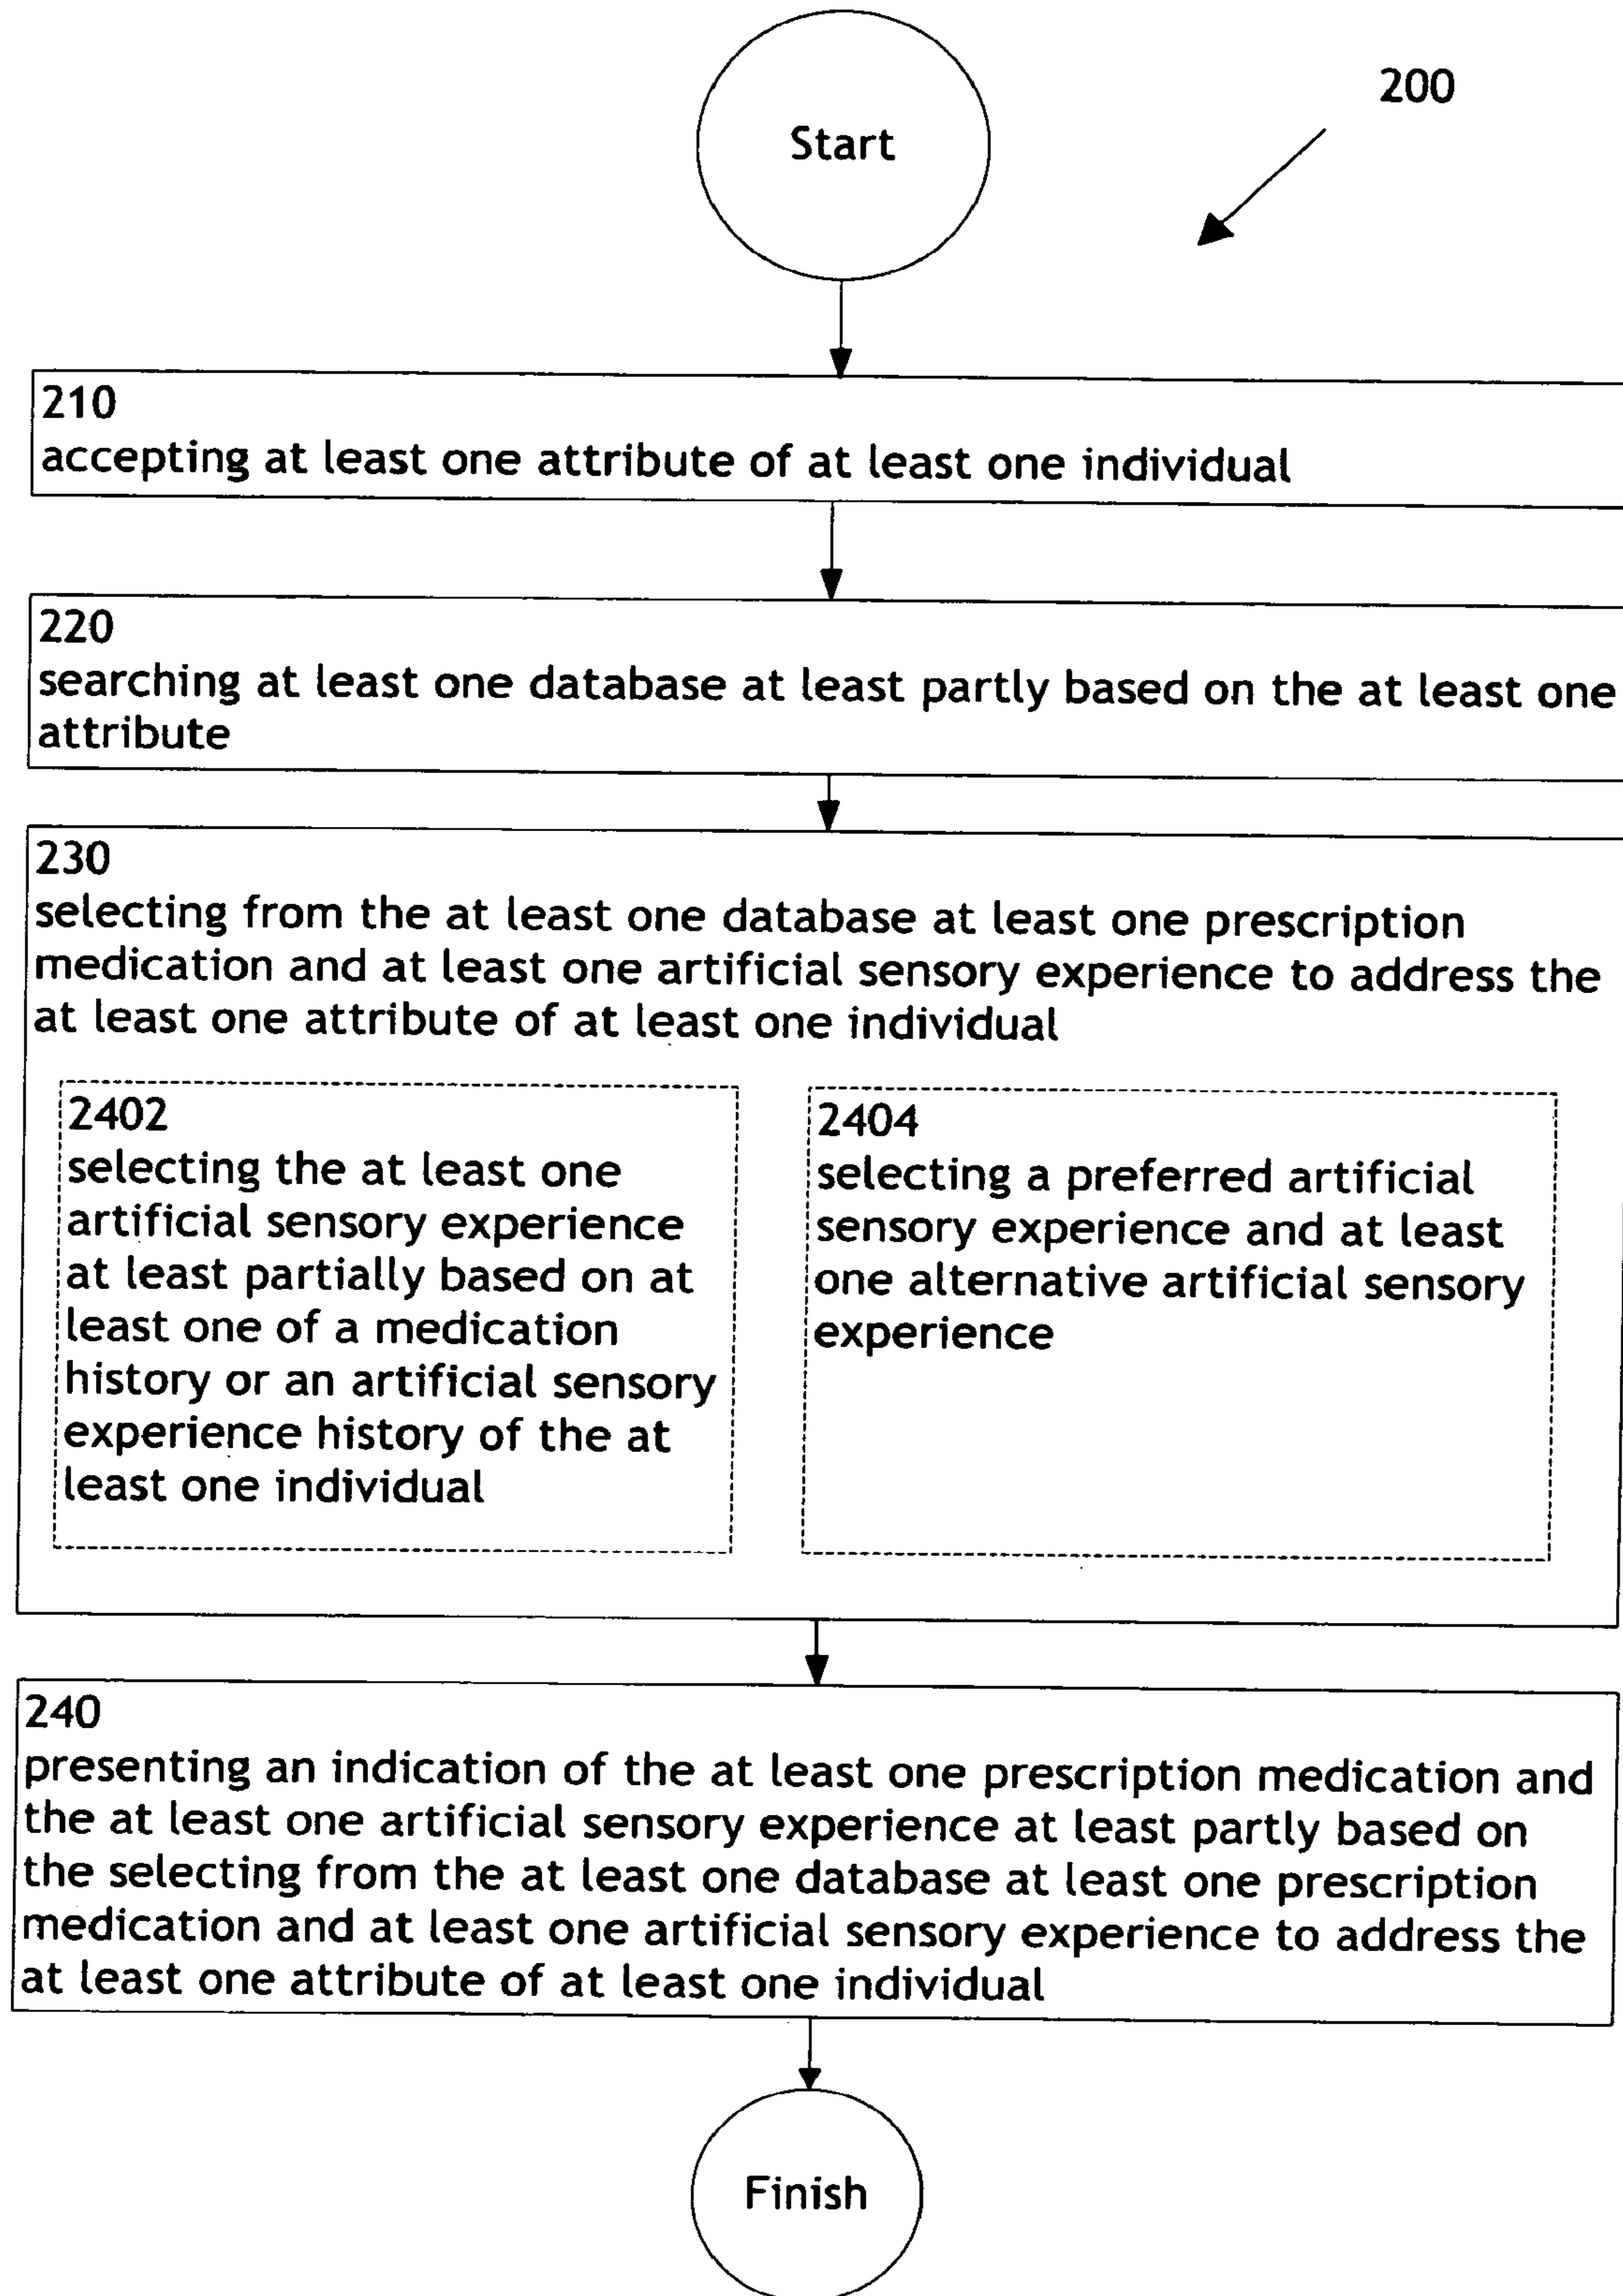 Start
200
210
accepting at least one attribute of at least one individual
220
searching at least one database at least partly based on the at least one
attribute
230
selecting from the at least one database at least one prescription
medication and at least one artificial sensory experience to address the
at least one attribute of at least one individual
2402
selecting the at least one
artificial sensory experience
at least partially based on at
least one of a medication
history or an artificial sensory
experience history of the at
least one individual
2404
selecting a preferred artificial
sensory experience and at least
one alternative artificial sensory
experience
240
presenting an indication of the at least one prescription medication and
the at least one artificial sensory experience at least partly based on
the selecting from the at least one database at least one prescription
medication and at least one artificial sensory experience to address the
at least one attribute of at least one individual
Finish